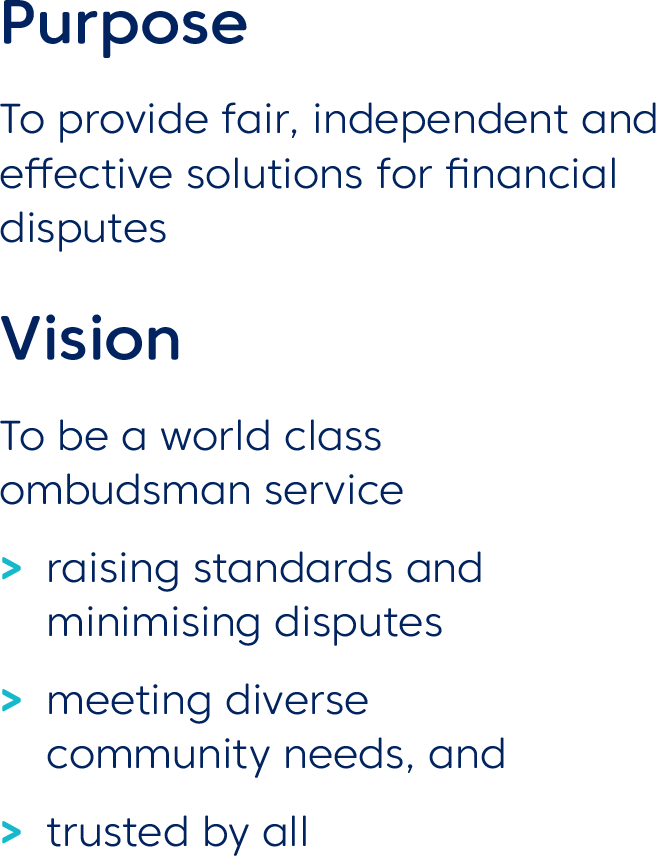 Purpose
To provide fair, independent and
effective solutions for financial
disputes
Vision
To be a world class
ombudsman service
> raising standards and
minimising disputes
> meeting diverse
community needs, and
> trusted by all